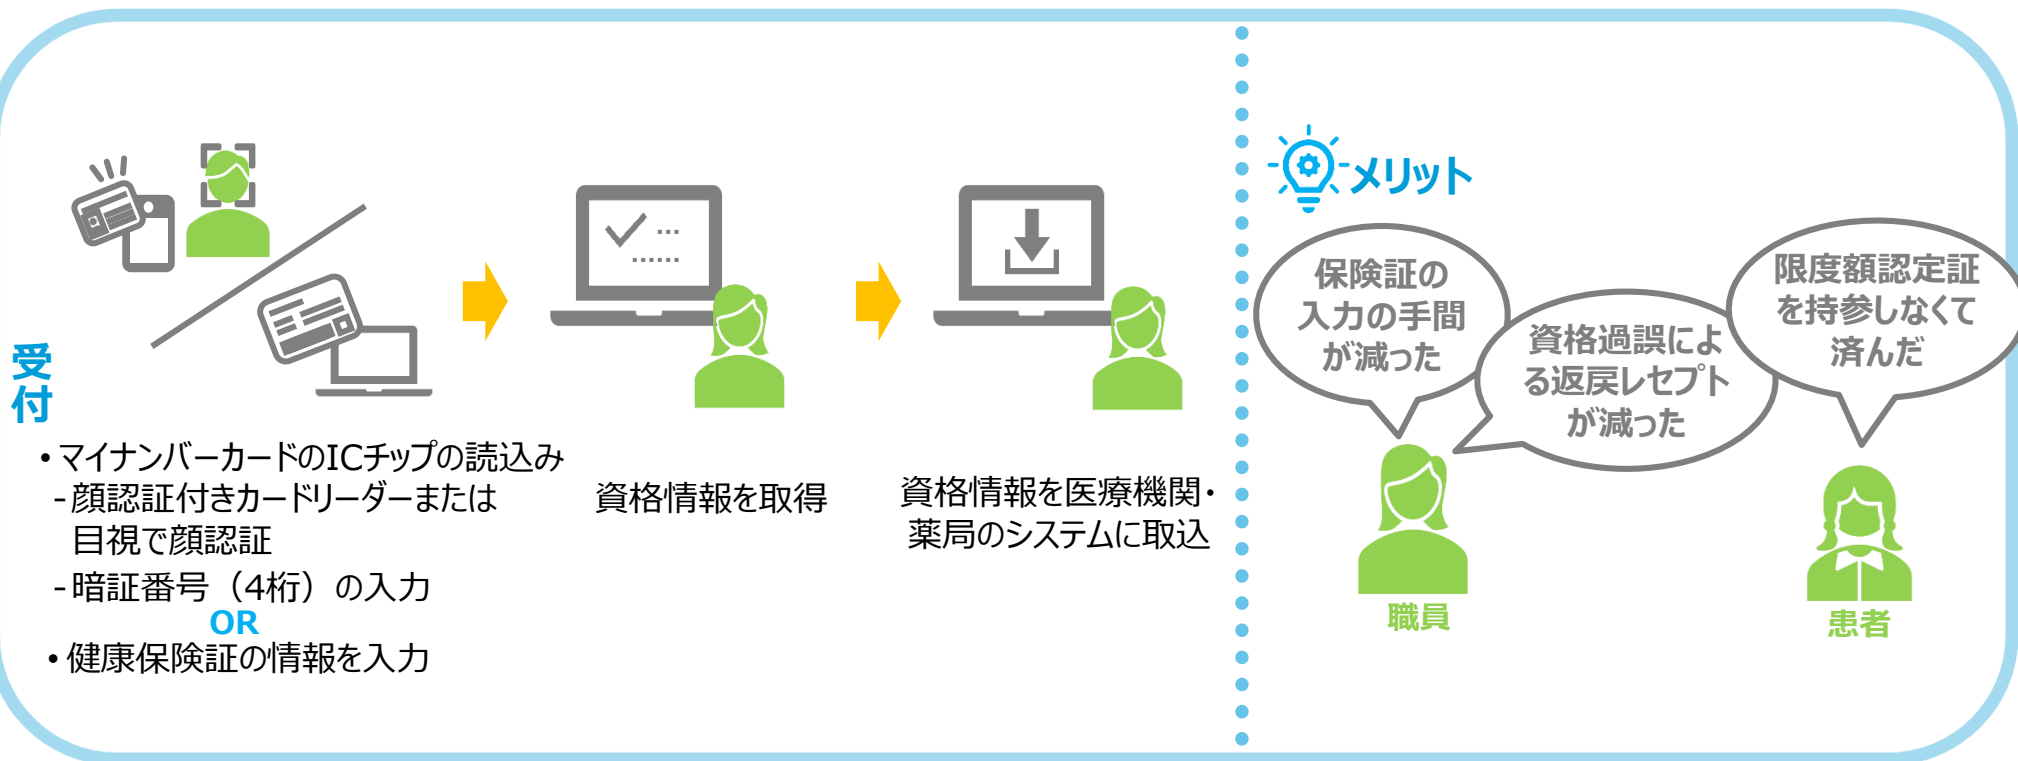 受付
・マイナンバーカードのICチップの読込み
-顔認証付きカードリーダーまたは
目視で顔認証
-暗証番号（4桁）の入力
OR
・健康保険証の情報を入力
...
......
資格情報を取得
資格情報を医療機関・
薬局のシステムに取込
メリット
保険証の
入力の手間
が減った
資格過誤によ
る返戻レセプト
が減った
職員
限度額認定証
を持参しなくて
済んだ
患者